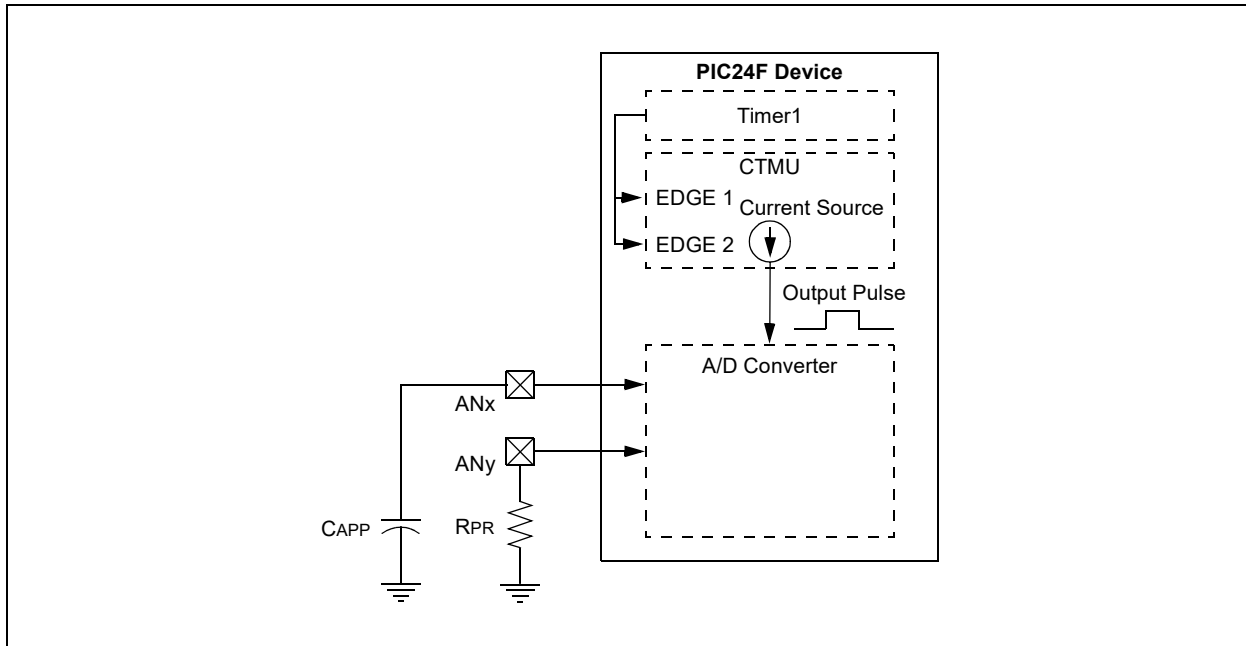 PIC24F Device
Timer1
CTMU
EDGE 1
Current Source
EDGE 2
Output Pulse
A/D Converter
ANx
ANy
CAPP
RPR